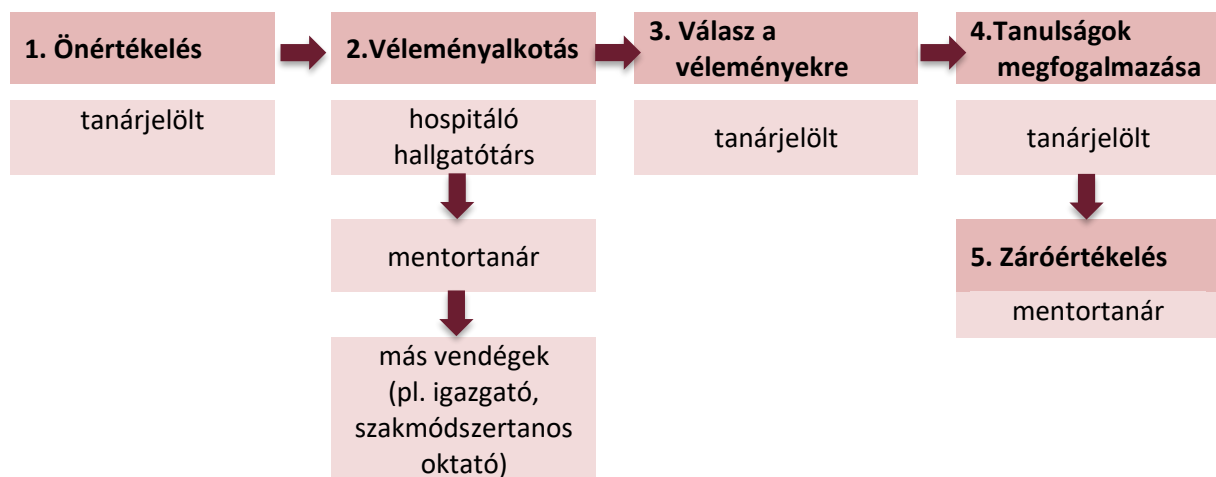 1. Önértékelés
tanárjelölt
2.Véleményalkotás
hospitáló
hallgatótárs
mentortanár
más vendégek
(pl. igazgató,
szakmódszertanos
oktató)
3. Válasz a
véleményekre
tanárjelölt
4.Tanulságok
megfogalmazása
tanárjelölt
5. Záróértékelés
mentortanár